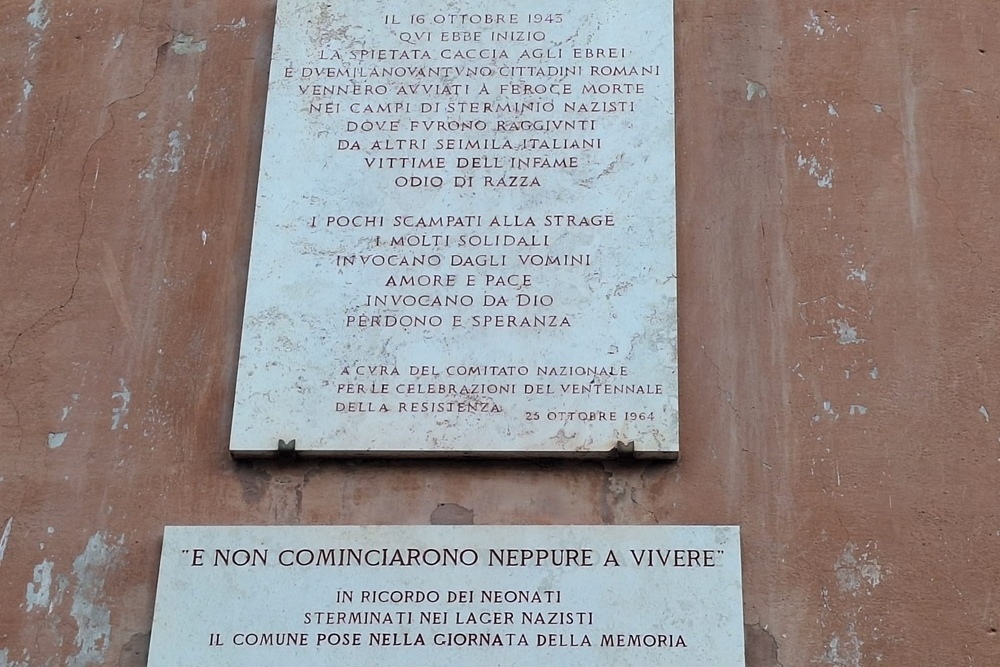 IL 16 OTTOBRE 1943
QVI EBBE INIZIO
LA SPIETATA CACCIA AGLI EBREI
E DVEMILANOVANTVNO CITTADINI ROMANI
VENNERO AVVIATI A FEROCE MORTE
NEI CAMPI DI STERMINIO NAZISTI
DOVE FVRONO RAGGIVNTI
DA ALTRI SEIMILA ITALIANI
VITTIME DELL'INFAME
ODIO DI RAZZA
I POCHI SCAMPATI ALLA STRAGE
I MOLTI SOLIDALI
INVOCANO DAGLI VOMINI
AMORE E PACE
INVOCANO DA DIO
PERDONO E SPERANZA
A CVRA DEL COMITATO NAZIONALE
PER LE CELEBRAZIONI DEL VENTENNALE
DELLA RESISTENZA 25 OTTOBRE 1964
"E NON COMINCIARONO NEPPURE A VIVERE"
IN RICORDO DEI NEONATI
STERMINATI NEI LAGER NAZISTI
IL COMUNE POSE NELLA GIORNATA DELLA MEMORIA